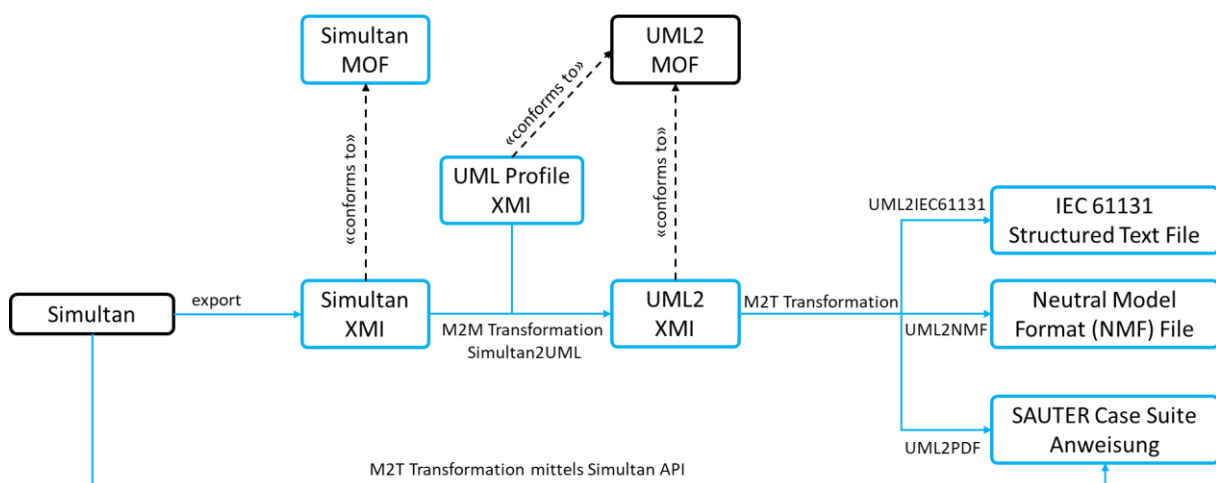 Simultan
MOF
UML2
MOF
«conforms to»
«conforms to»
«conforms to»
UML Profile
XMI
UML2IEC61131
IEC 61131
Structured Text File
Simultan
export
Simultan
XMI
M2M Transformation
Simultan2UML
UML2
XMI
M2T Transformation
UML2NMF
Neutral Model
Format (NMF) File
UML2PDF
SAUTER Case Suite
Anweisung
M2T Transformation mittels Simultan API